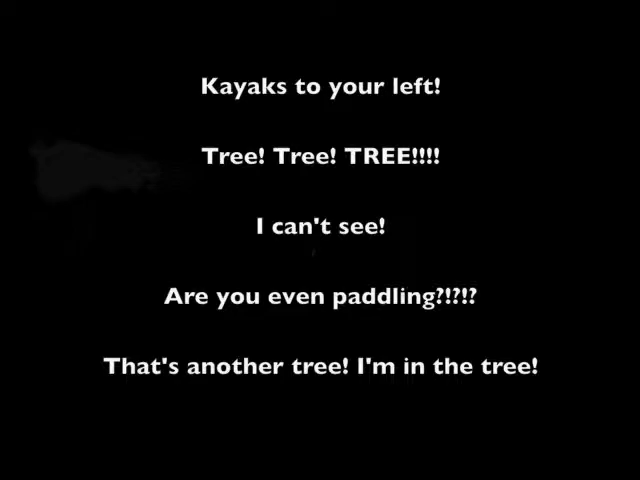 Kayaks to your left!
Tree! Tree! TREE!!!!
I can't see!
Are you even paddling?!?!?
That's another tree! I'm in the tree!